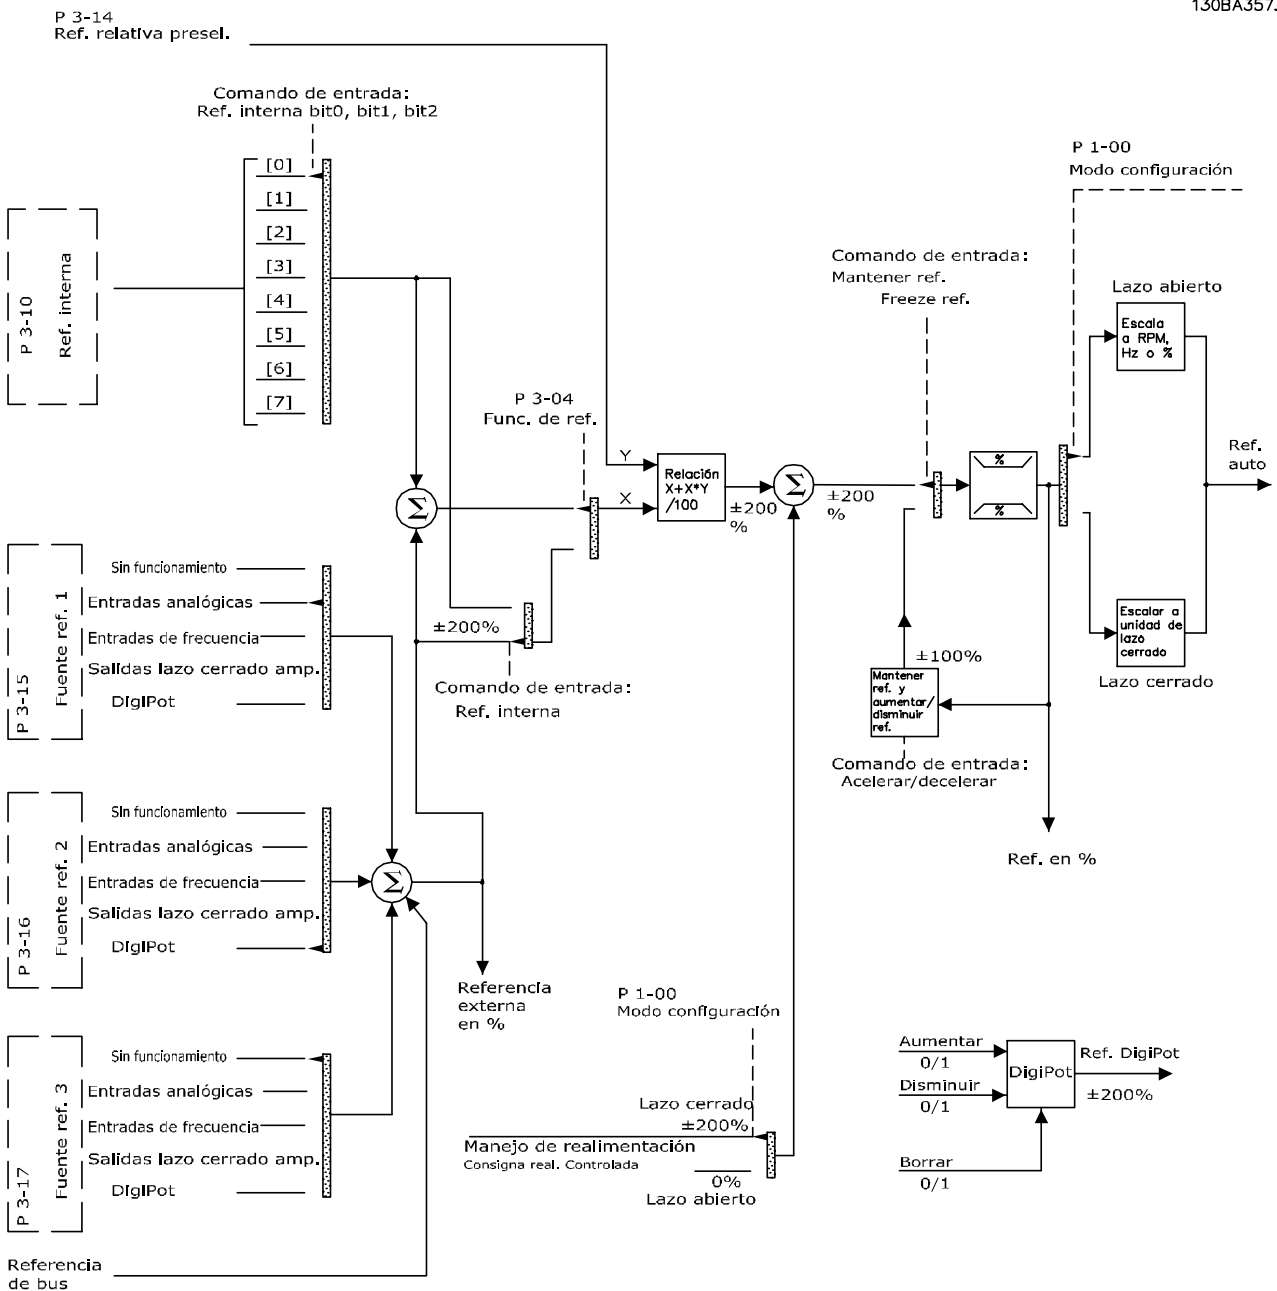 130BA357.
P 3-14
Ref. relativa presel.
Comando de entrada:
Ref. interna bit0, bit1, bit2
[0]
[1]
[2]
[3]
[4]
[5]
[6]
[7]
P 3-10
Ref. interna
P 1-00
Modo configuración
Comando de entrada:
Mantener ref.
Freeze ref.
Lazo abierto
Escala
a RPM,
Hz o %
P 3-04
Func. de ref.
Y
X
Relación
X+X*Y
/100
±200
%
Σ
±200
%
%
%
Ref.
auto
Σ
P 3-15
Fuente ref. 1
Sin funcionamiento
Entradas analógicas
Entradas de frecuencia
Salidas lazo cerrado amp.
DigiPot
±200%
Comando de entrada:
Ref. interna
Escalar a
unidad de
lazo
cerrado
Lazo cerrado
±100%
Mantener
ref. y
aumentar/
disminuir
ref.
Comando de entrada:
Acelerar/decelerar
Ref. en %
P 3-16
Fuente ref. 2
Sin funcionamiento
Entradas analógicas
Entradas de frecuencia
Salidas lazo cerrado amp.
DigiPot
Σ
Referencia
externa
en %
P 1-00
Modo configuración
Lazo cerrado
±200%
Manejo de realimentación
Consigna real. Controlada
0%
Lazo abierto
Aumentar
0/1
Disminuir
0/1
Borrar
0/1
DigiPot
Ref. DigiPot
±200%
P 3-17
Fuente ref. 3
Sin funcionamiento
Entradas analógicas
Entradas de frecuencia
Salidas lazo cerrado amp.
DigiPot
Referencia
de bus